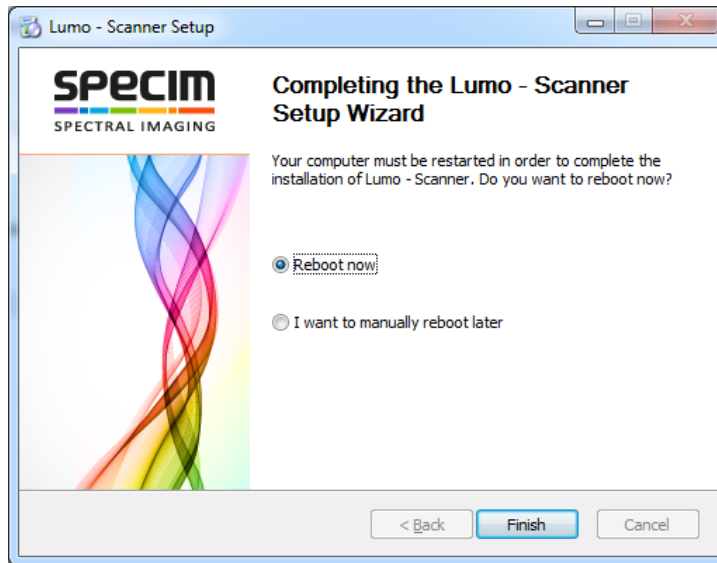 Lumo - Scanner Setup
SPECIM
SPECTRAL IMAGING
Completing the Lumo - Scanner
Setup Wizard
Your computer must be restarted in order to complete the
installation of Lumo - Scanner. Do you want to reboot now?
Reboot now
I want to manually reboot later
< Back
Finish
Cancel